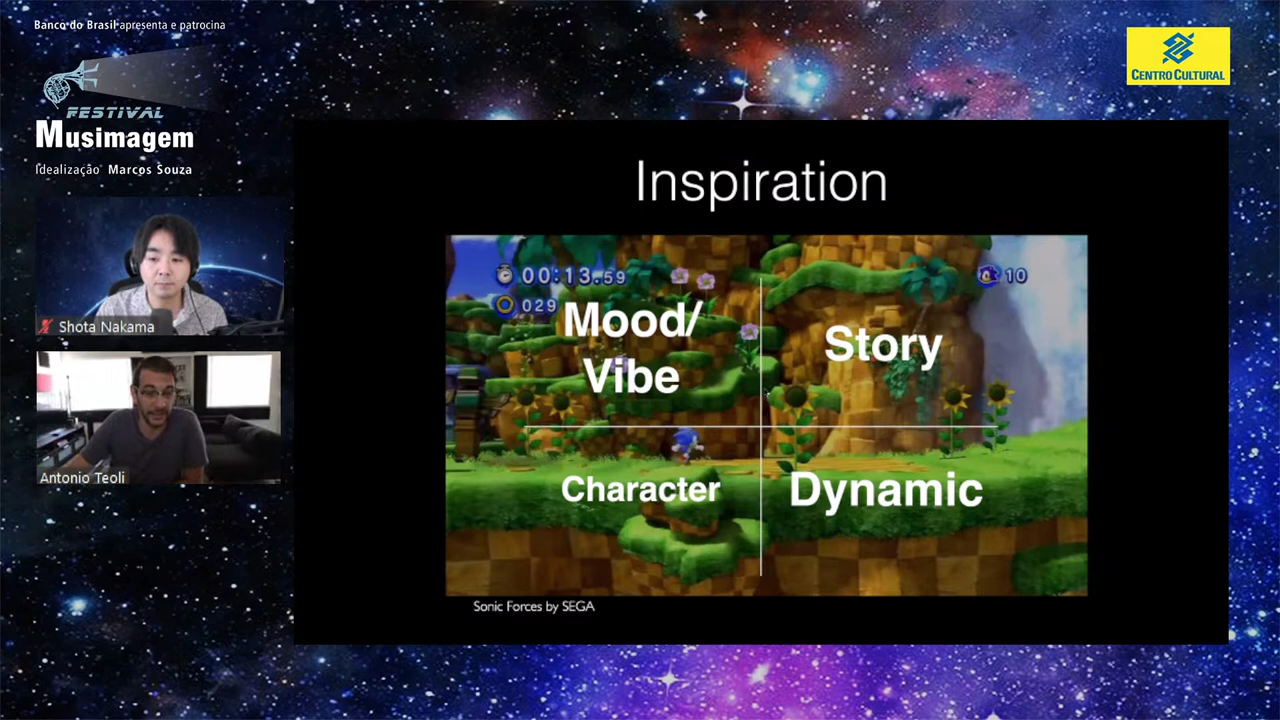 Banco do Brasil apresenta e patrocina
FESTIVAL
Musimagem
Idealização Marcos Souza
CENTRO CULTURAL
Shota Nakama
Antonio Teoli
Inspiration
00:13.59
029
10
Mood/
Vibe
Story
Character
Dynamic
Sonic Forces by SEGA